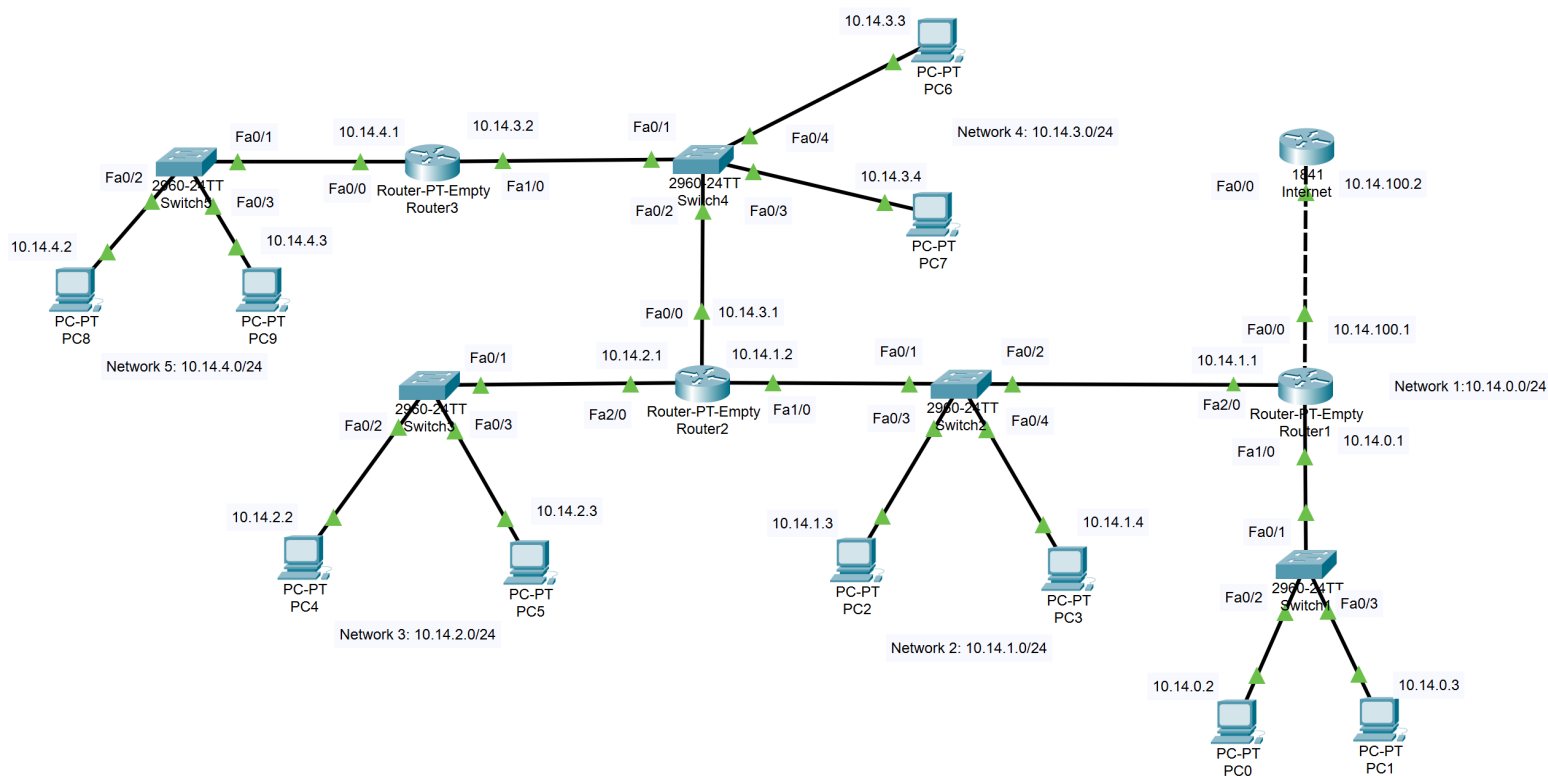 10.14.3.3
PC-PT
PC6
Fa0/1
10.14.4.1
10.14.3.2
Fa0/1
Fa0/4
Network 4: 10.14.3.0/24
Fa0/2
2960-24TT
Switch5
Fa0/3
Fa0/0
Router-PT-Empty
Router3
Fa1/0
2960-24TT
Switch4
Fa0/2
Fa0/3
10.14.3.4
PC-PT
PC7
1841
Internet
Fa0/0
10.14.100.2
10.14.4.2
10.14.4.3
PC-PT
PC8
PC-PT
PC9
Network 5: 10.14.4.0/24
Fa0/0
10.14.3.1
Fa0/0
10.14.100.1
Fa0/1
10.14.2.1
10.14.1.2
Fa0/1
Fa0/2
10.14.1.1
Network 1:10.14.0.0/24
2960-24TT
Switch3
Fa0/2
Fa0/3
Fa2/0
Router-PT-Empty
Router2
Fa1/0
Fa0/3
2960-24TT
Switch2
Fa0/4
Fa2/0
Router-PT-Empty
Router1
10.14.0.1
Fa1/0
10.14.2.2
10.14.2.3
10.14.1.3
10.14.1.4
Fa0/1
PC-PT
PC4
PC-PT
PC5
PC-PT
PC2
PC-PT
PC3
2960-24TT
Switch1
Fa0/2
Fa0/3
Network 3: 10.14.2.0/24
Network 2: 10.14.1.0/24
10.14.0.2
10.14.0.3
PC-PT
PC0
PC-PT
PC1